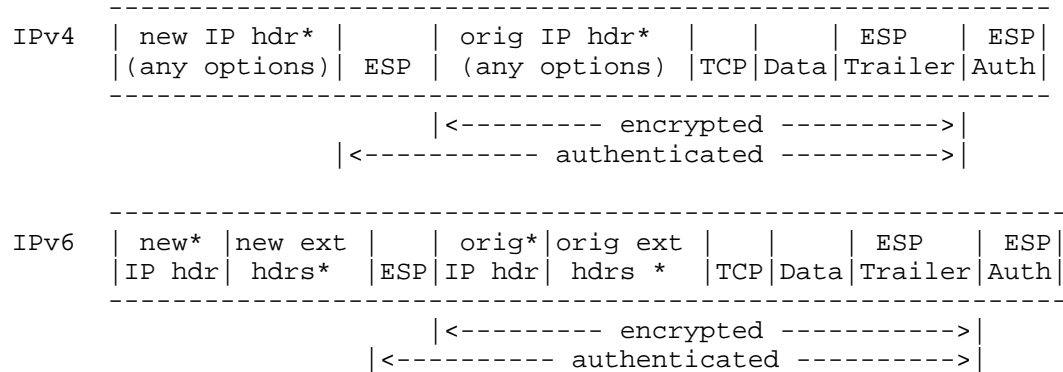 -----------------------------------------------------------
IPv4  | new IP hdr* |     | orig IP hdr*  |   |    | ESP   | ESP|
      |(any options)| ESP | (any options) |TCP|Data|Trailer|Auth|
-----------------------------------------------------------
|<--------- encrypted ---------->|
|<----------- authenticated ---------->|
------------------------------------------------------------
IPv6  | new* |new ext |   | orig*|orig ext |   |    | ESP   | ESP|
      |IP hdr| hdrs*  |ESP|IP hdr| hdrs *  |TCP|Data|Trailer|Auth|
------------------------------------------------------------
|<--------- encrypted ----------->|
|<---------- authenticated ---------->|